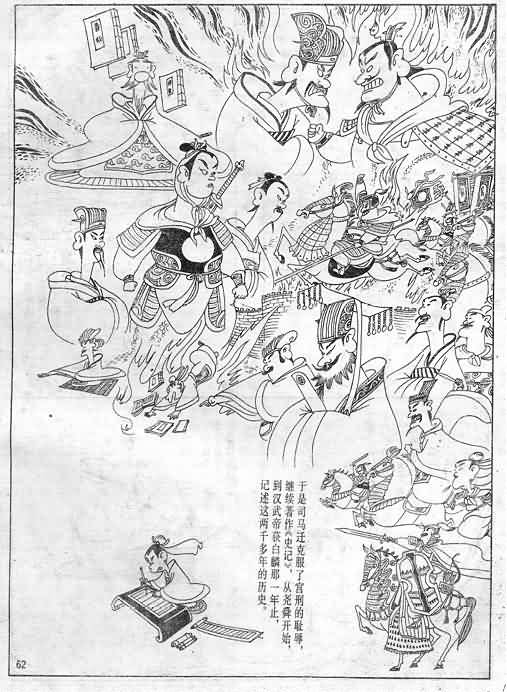 于是司马迁克服了宫刑的耻辱，
继续著作《史记》，从尧舜开始，
到汉武帝获白麟那一年止，
记述这两千多年的历史。
62